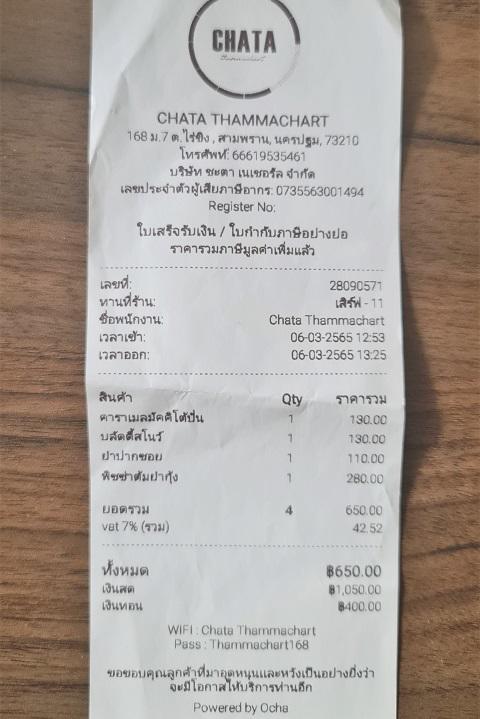 CHATA
thammachart
CHATA THAMMACHART
168 ม.7 ต.ไร่ขิง , สามพราน, นครปฐม, 73210
โทรศัพท์: 66619535461
บริษัท ชะตา เนเชอรัล จำกัด
เลขประจำตัวผู้เสียภาษีอากร: 0735563001494
Register No:
ใบเสร็จรับเงิน / ใบกำกับภาษีอย่างย่อ
ราคารวมภาษีมูลค่าเพิ่มแล้ว
เลขที่: 28090571
ทานที่ร้าน: เสิร์ฟ - 11
ชื่อพนักงาน: Chata Thammachart
เวลาเข้า: 06-03-2565 12:53
เวลาออก: 06-03-2565 13:25
สินค้า Qty ราคารวม
คาราเมลมัคคิโต้ปั่น 1 130.00
บลัดดี้สโนว์ 1 130.00
ยำปากซอย 1 110.00
พิซซ่าต้มยำกุ้ง 1 280.00
ยอดรวม 4 650.00
vat 7% (รวม) 42.52
ทั้งหมด ฿650.00
เงินสด ฿1,050.00
เงินทอน ฿400.00
WIFI : Chata Thammachart
Pass : Thammachart168
ขอขอบคุณลูกค้าที่มาอุดหนุนและหวังเป็นอย่างยิ่งว่า
จะมีโอกาสให้บริการท่านอีก
Powered by Ocha